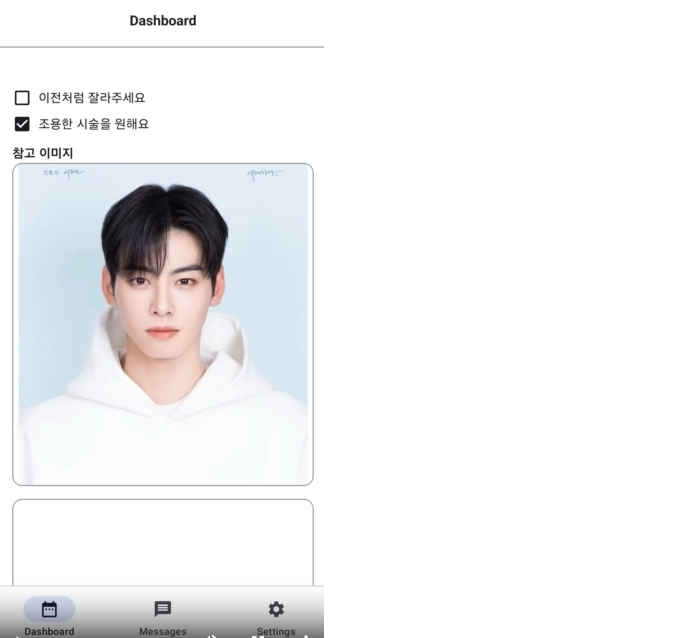 Dashboard
이전처럼 잘라주세요
조용한 시술을 원해요
참고 이미지
Dashboard
Messages
Settings